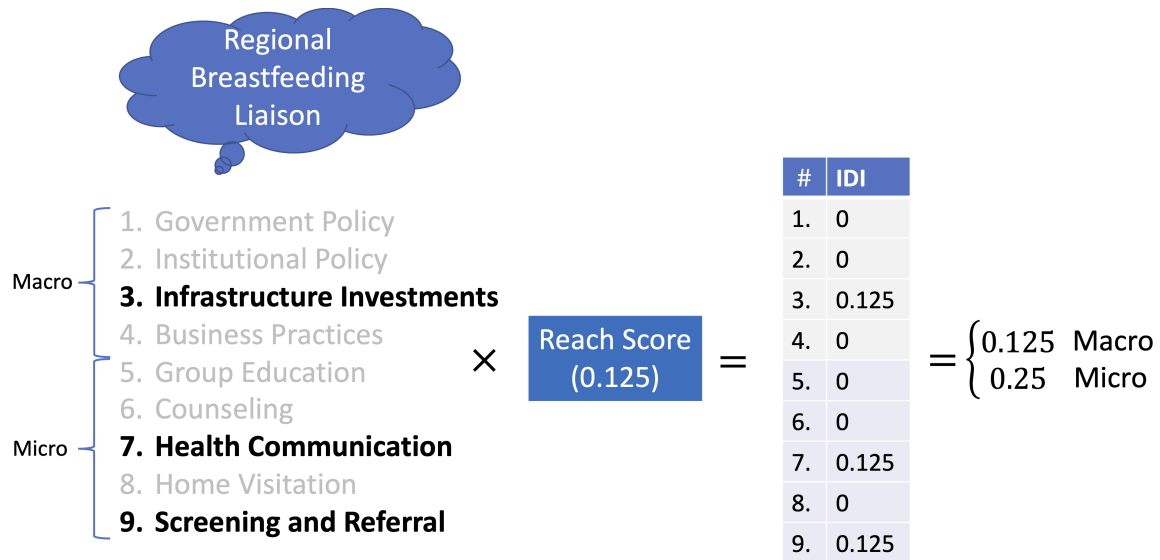 Regional
Breastfeeding
Liaison
Macro
Micro
1. Government Policy
2. Institutional Policy
3. Infrastructure Investments
4. Business Practices
5. Group Education
6. Counseling
7. Health Communication
8. Home Visitation
9. Screening and Referral
×
Reach Score
(0.125)
=
# IDI
1. 0
2. 0
3. 0.125
4. 0
5. 0
6. 0
7. 0.125
8. 0
9. 0.125
=
{0.125 Macro
0.25 Micro